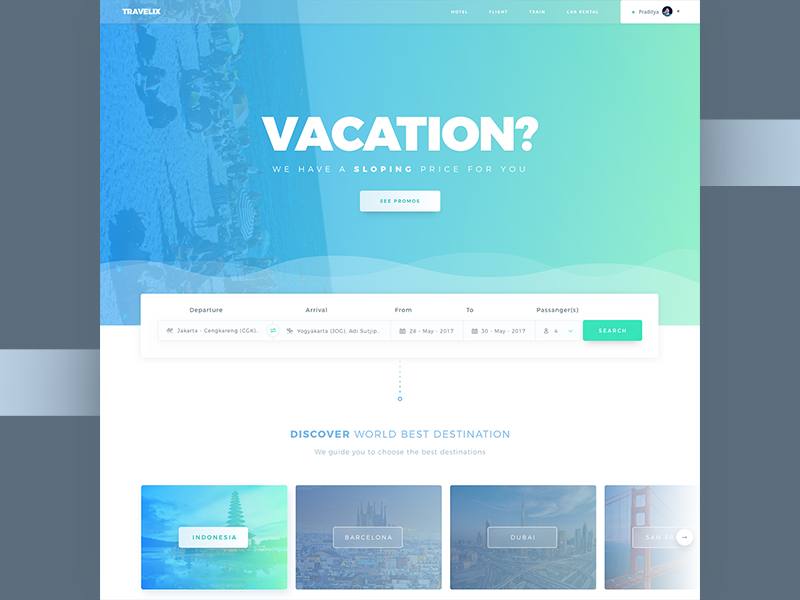 TRAVELIX
HOTEL FLIGHT TRAIN CAR RENTAL Praditya
VACATION?
WE HAVE A SLOPING PRICE FOR YOU
SEE PROMOS
Departure Arrival From To Passanger(s)
Jakarta - Cengkareng (CGK). Yogyakarta (JOG), Adi Sutjip.. 28 - May - 2017 30 - May - 2017 4 SEARCH
DISCOVER WORLD BEST DESTINATION
We guide you to choose the best destinations
INDONESIA BARCELONA DUBAI SAN FR